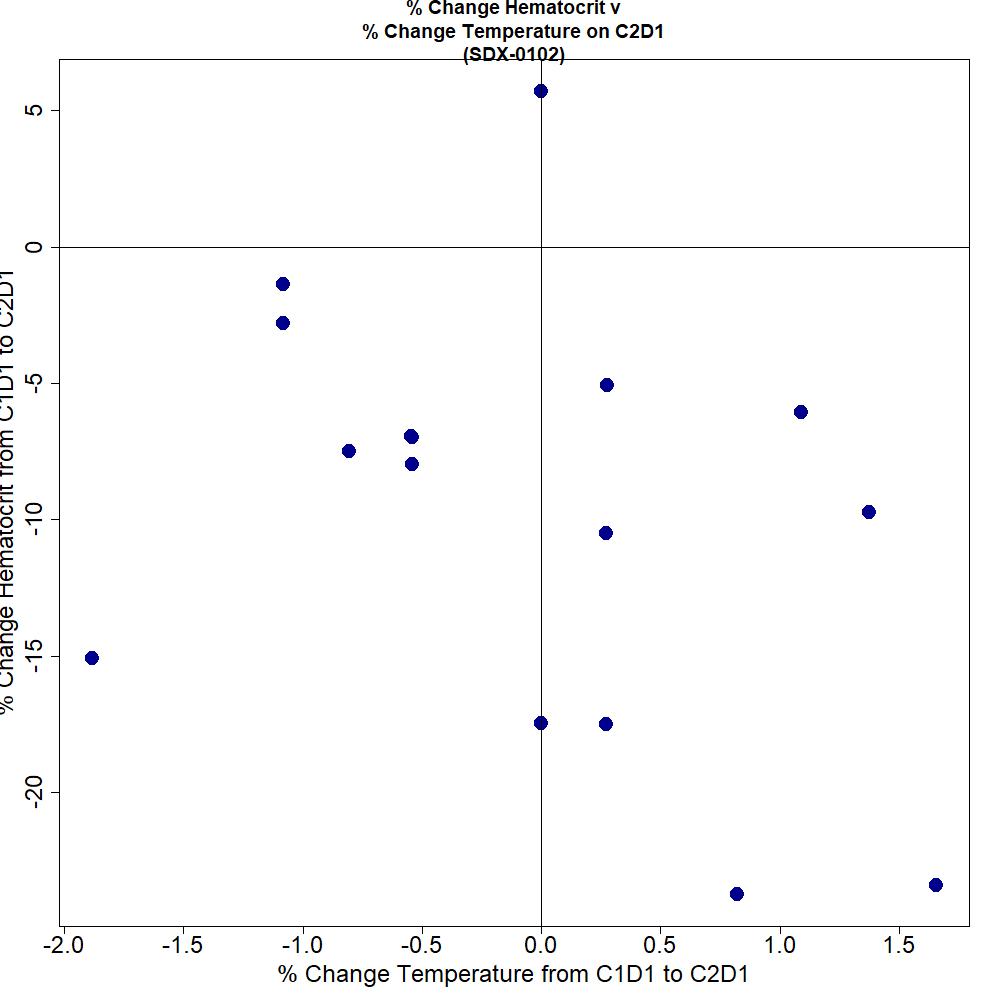 % Change Hematocrit v
% Change Temperature on C2D1
(SDX-0102)
% Change Hematocrit from C1D1 to C2D1
5
0
-5
-10
-15
-20
-2.0 -1.5 -1.0 -0.5 0.0 0.5 1.0 1.5
% Change Temperature from C1D1 to C2D1